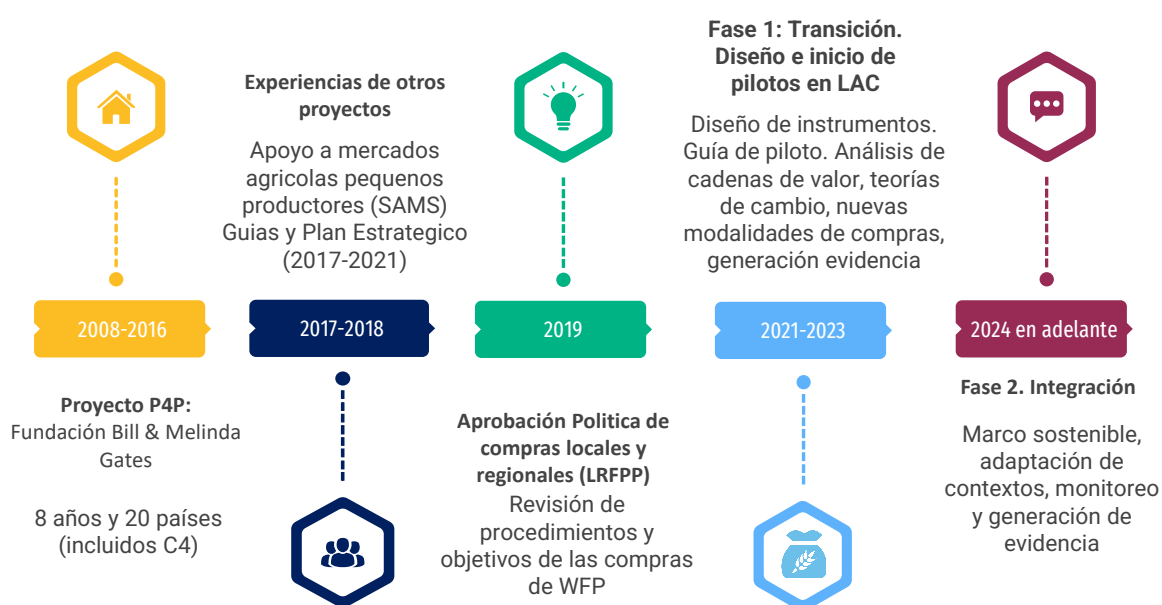 2008-2016
Proyecto P4P:
Fundación Bill & Melinda
Gates
8 años y 20 países
(incluidos C4)
Experiencias de otros
proyectos
Apoyo a mercados
agricolas pequenos
productores (SAMS)
Guias y Plan Estrategico
(2017-2021)
2017-2018
2019
Aprobación Politica de
compras locales y
regionales (LRFPP)
Revisión de
procedimientos y
objetivos de las compras
de WFP
Fase 1: Transición.
Diseño e inicio de
pilotos en LAC
Diseño de instrumentos.
Guía de piloto. Análisis de
cadenas de valor, teorías
de cambio, nuevas
modalidades de compras,
generación evidencia
2021-2023
2024 en adelante
Fase 2. Integración
Marco sostenible,
adaptación de
contextos, monitoreo
y generación de
evidencia